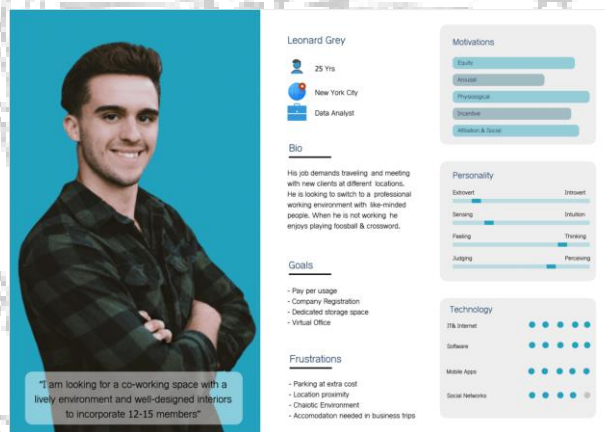 Leonard Grey
25 Yrs
New York City
Data Analyst
Bio
His job demands traveling and meeting
with new clients at different locations.
He is looking to switch to a professional
working environment with like-minded
people. When he is not working he
enjoys playing foosball & crossword.
Goals
- Pay per usage
- Company Registration
- Dedicated storage space
- Virtual Office
Frustrations
- Parking at extra cost
- Location proximity
- Chaiotic Environment
- Accomodation needed in business trips
"I am looking for a co-working space with a
lively environment and well-designed interiors
to incorporate 12-15 members"
Motivations
Equity
Arousal
Physiological
Incentive
Affiliation & Social
Personality
Extrovert Introvert
Sensing Intuition
Feeling Thinking
Judging Perceiving
Technology
IT& Internet
Software
Mobile Apps
Social Networks